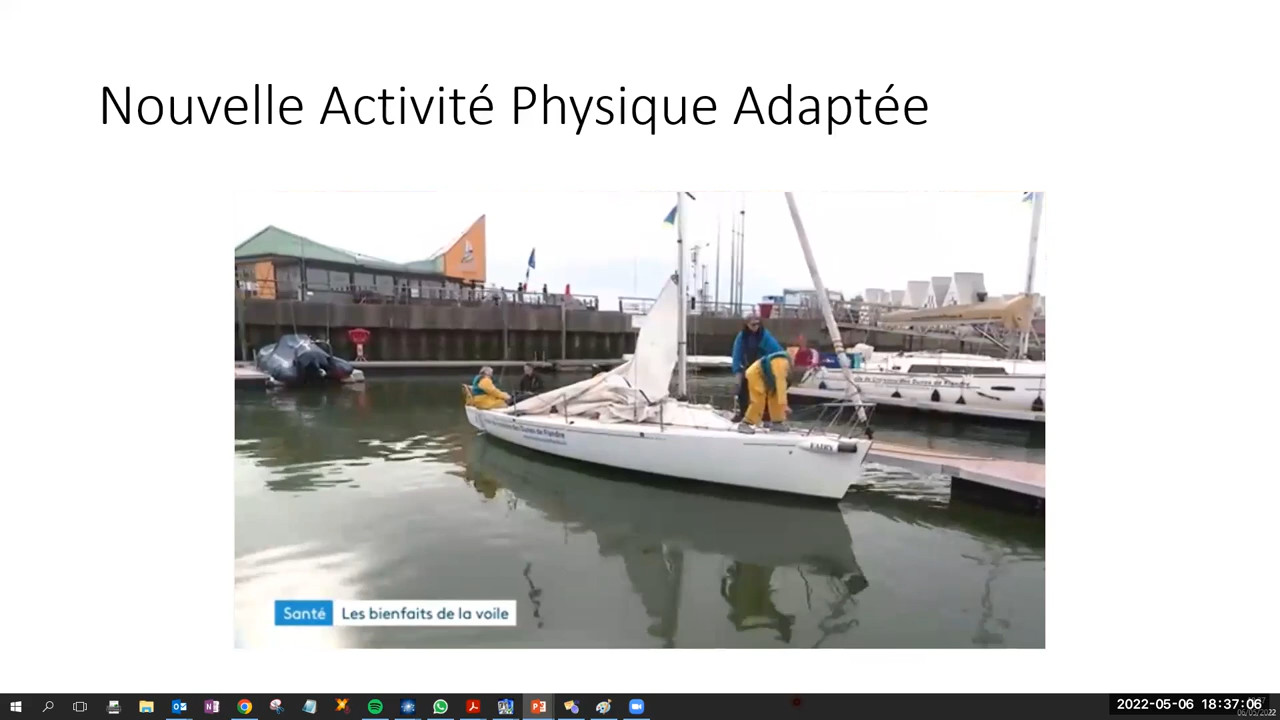 Nouvelle Activité Physique Adaptée
Santé Les bienfaits de la voile
2022-05-06 18:37:06